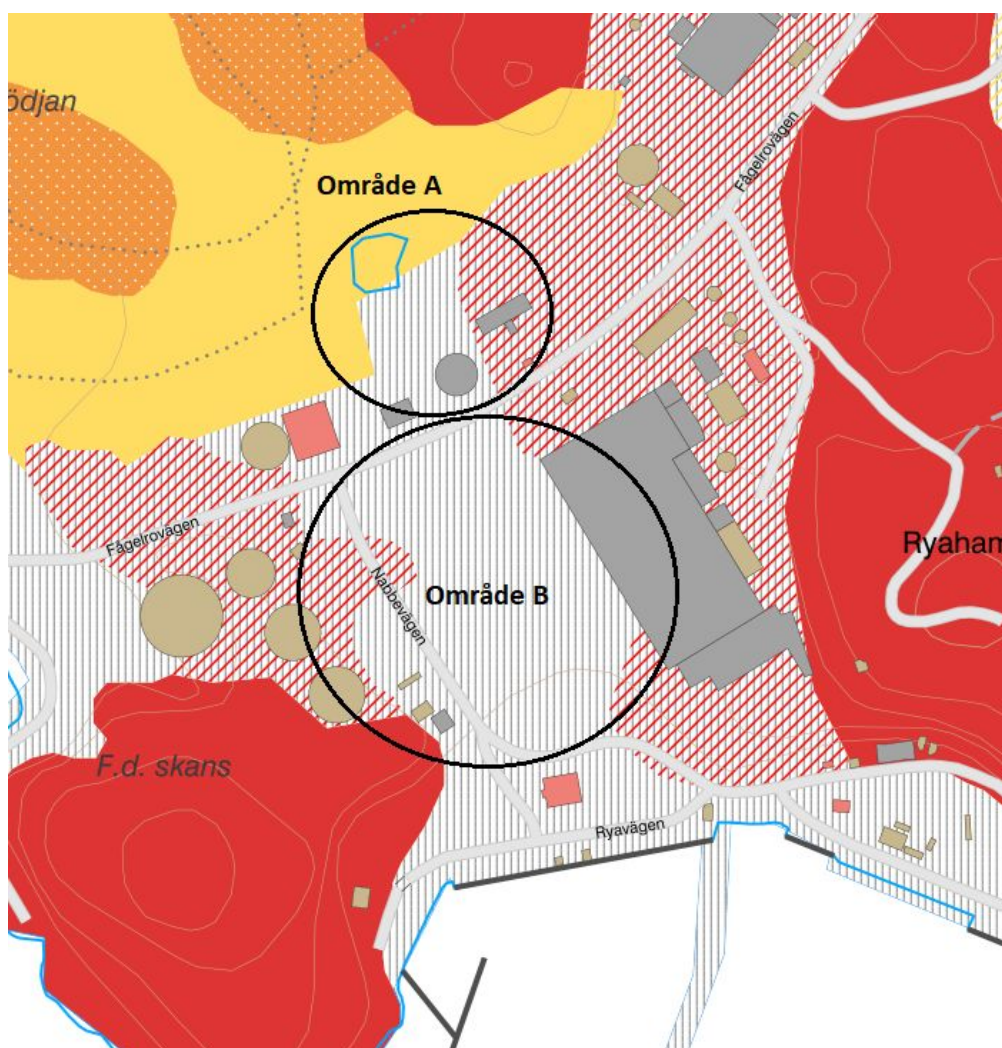 ödjan
Område A
Fågelrovägen
Ryaham
Fågelrovägen
Nabbevägen
Område B
F.d. skans
Ryavägen